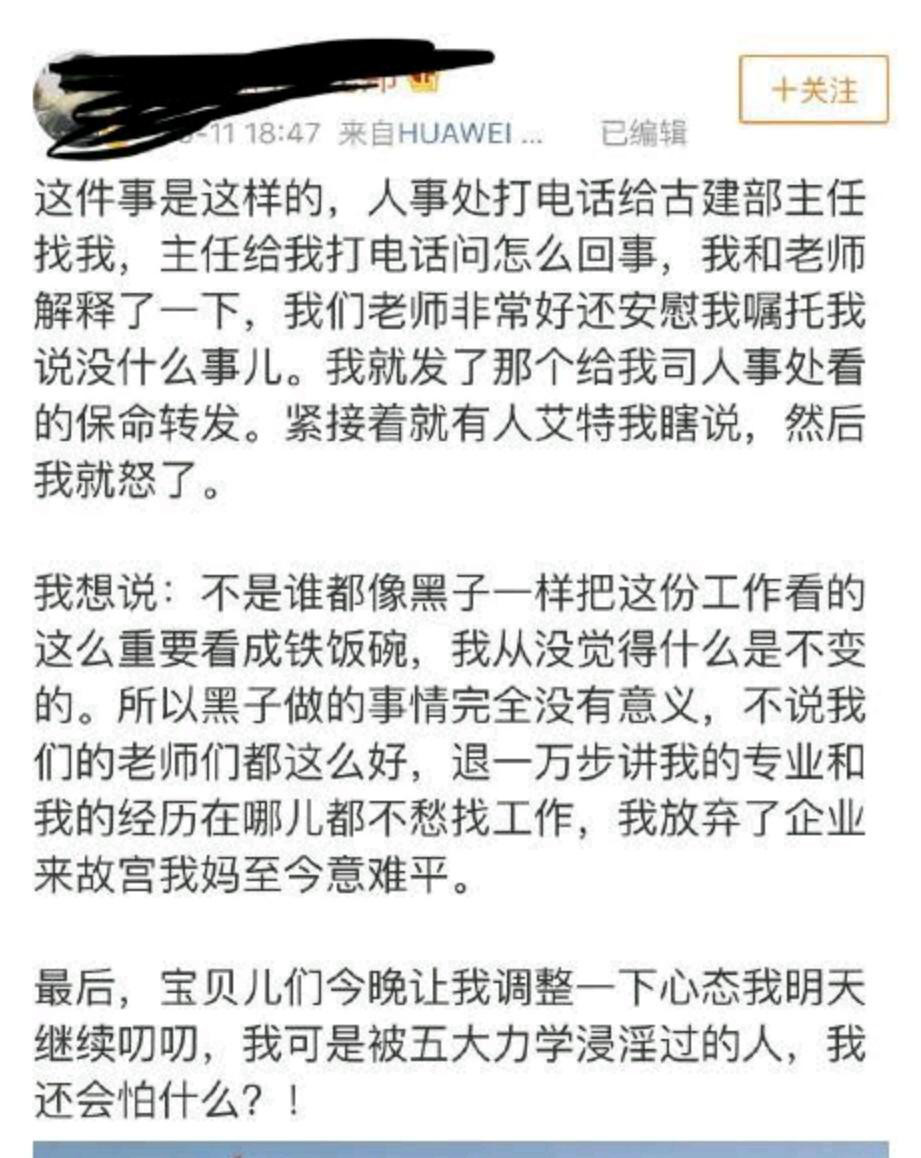 +关注
-11 18:47 来自HUAWEI ... 已编辑
这件事是这样的，人事处打电话给古建部主任
找我，主任给我打电话问怎么回事，我和老师
解释了一下，我们老师非常好还安慰我嘱托我
说没什么事儿。我就发了那个给我司人事处看
的保命转发。紧接着就有人艾特我瞎说，然后
我就怒了。
我想说：不是谁都像黑子一样把这份工作看的
这么重要看成铁饭碗，我从没觉得什么是不变
的。所以黑子做的事情完全没有意义，不说我
们的老师们都这么好，退一万步讲我的专业和
我的经历在哪儿都不愁找工作，我放弃了企业
来故宫我妈至今意难平。
最后，宝贝儿们今晚让我调整一下心态我明天
继续叨叨，我可是被五大力学浸淫过的人，我
还会怕什么？！